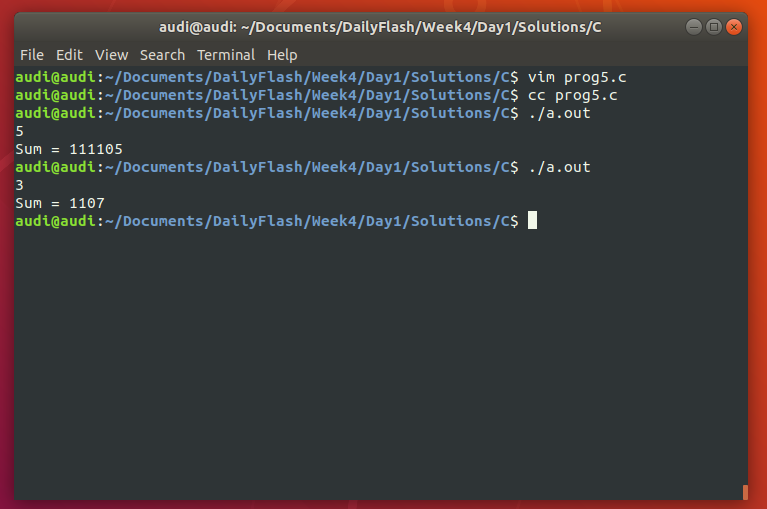 audi@audi: ~/Documents/DailyFlash/Week4/Day1/Solutions/C
File Edit View Search Terminal Help
audi@audi:~/Documents/DailyFlash/Week4/Day1/Solutions/C$ vim prog5.c
audi@audi:~/Documents/DailyFlash/Week4/Day1/Solutions/C$ cc prog5.c
audi@audi:~/Documents/DailyFlash/Week4/Day1/Solutions/C$ ./a.out
5
Sum = 111105
audi@audi:~/Documents/DailyFlash/Week4/Day1/Solutions/C$ ./a.out
3
Sum = 1107
audi@audi:~/Documents/DailyFlash/Week4/Day1/Solutions/C$